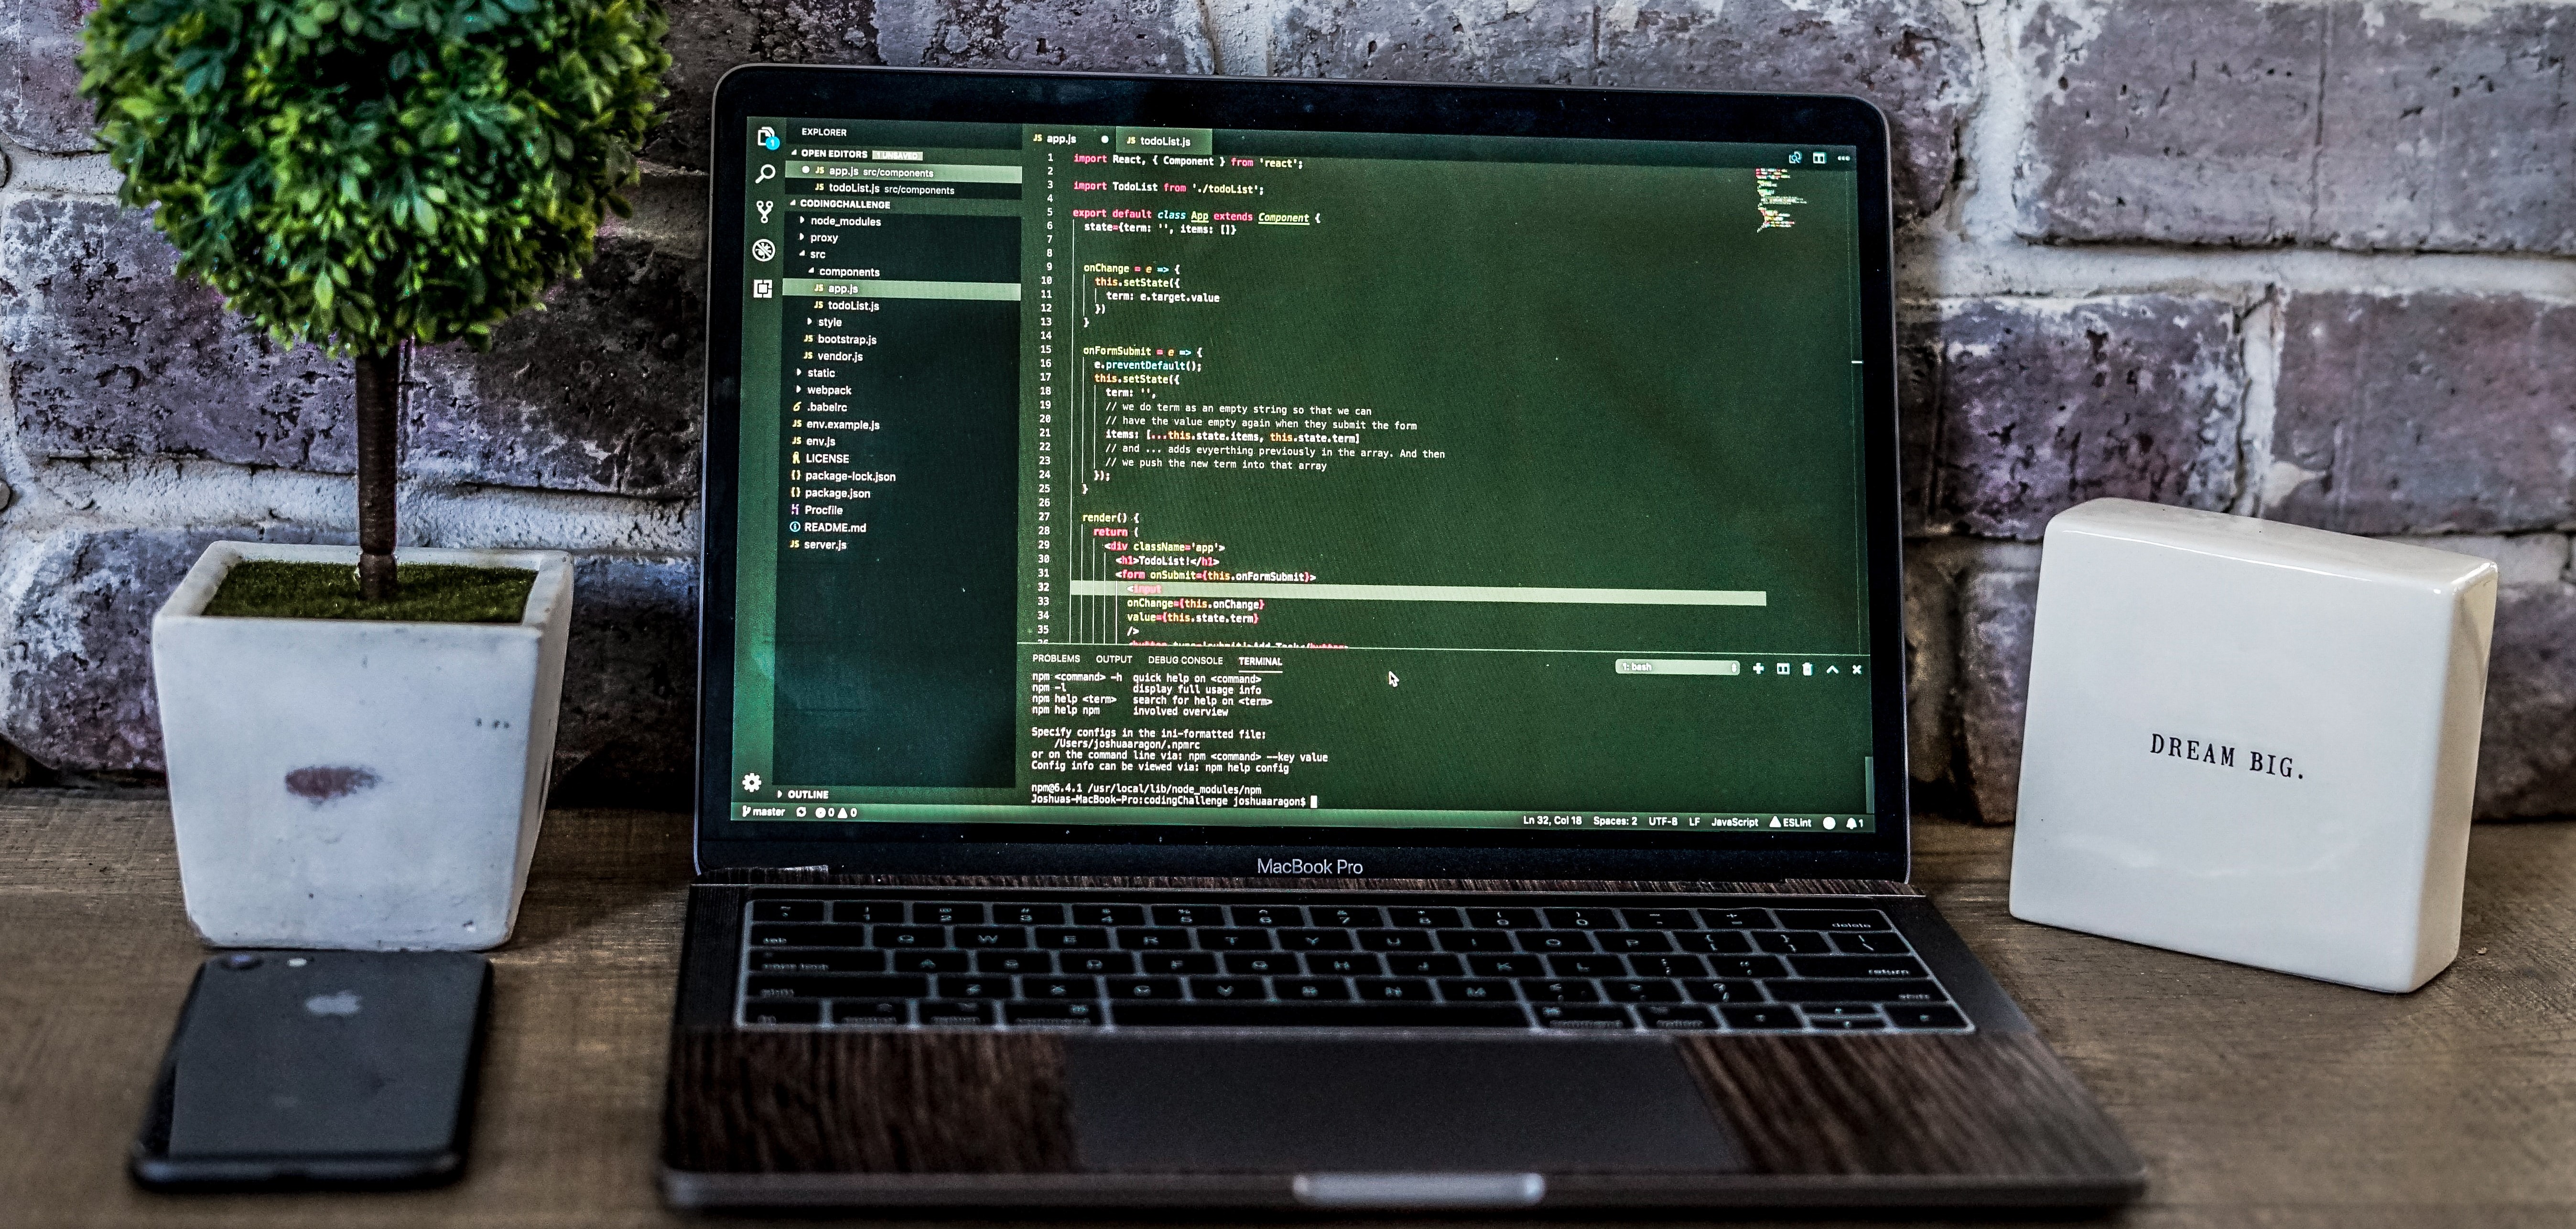 EXPLORER
OPEN EDITORS 1 UNSAVED
JS app.js src/components
JS todoList.js src/components
CODINGCHALLENGE
node_modules
proxy
src
components
JS app.js
JS todoList.js
style
JS bootstrap.js
JS vendor.js
static
webpack
.babelrc
JS env.example.js
JS env.js
LICENSE
{} package-lock.json
{} package.json
Procfile
README.md
JS server.js
OUTLINE
JS app.js
JS todoList.js
1 import React, { Component } from 'react';
2
3 import TodoList from './todoList';
4
5 export default class App extends Component {
6 state={term: '', items: []}
7
8
9 onChange = e => {
10 this.setState({
11 term: e.target.value
12 })
13 }
14
15 onFormSubmit = e => {
16 e.preventDefault();
17 this.setState({
18 term: '',
19 // we do term as an empty string so that we can
20 // have the value empty again when they submit the form
21 items: [...this.state.items, this.state.term]
22 // and ... adds evyerthing previously in the array. And then
23 // we push the new term into that array
24 });
25 }
26
27 render() {
28 return (
29 <div className='app'>
30 <h1>TodoList!</h1>
31 <form onSubmit={this.onFormSubmit}>
32 <input
33 onChange={this.onChange}
34 value={this.state.term}
35 />
PROBLEMS OUTPUT DEBUG CONSOLE TERMINAL 1: bash
npm <command> -h quick help on <command>
npm -l display full usage info
npm help <term> search for help on <term>
npm help npm involved overview
Specify configs in the ini-formatted file:
/Users/joshuaaragon/.npmrc
or on the command line via: npm <command> --key value
Config info can be viewed via: npm help config
npm@6.4.1 /usr/local/lib/node_modules/npm
Joshuas-MacBook-Pro:codingChallenge joshuaaragon$
master 0 0 Ln 32, Col 18 Spaces: 2 UTF-8 LF JavaScript ESLint 1
MacBook Pro
delete
Q W E R T Y U I O P
A S D F G H J K L return
Z X C V B N M
DREAM BIG.